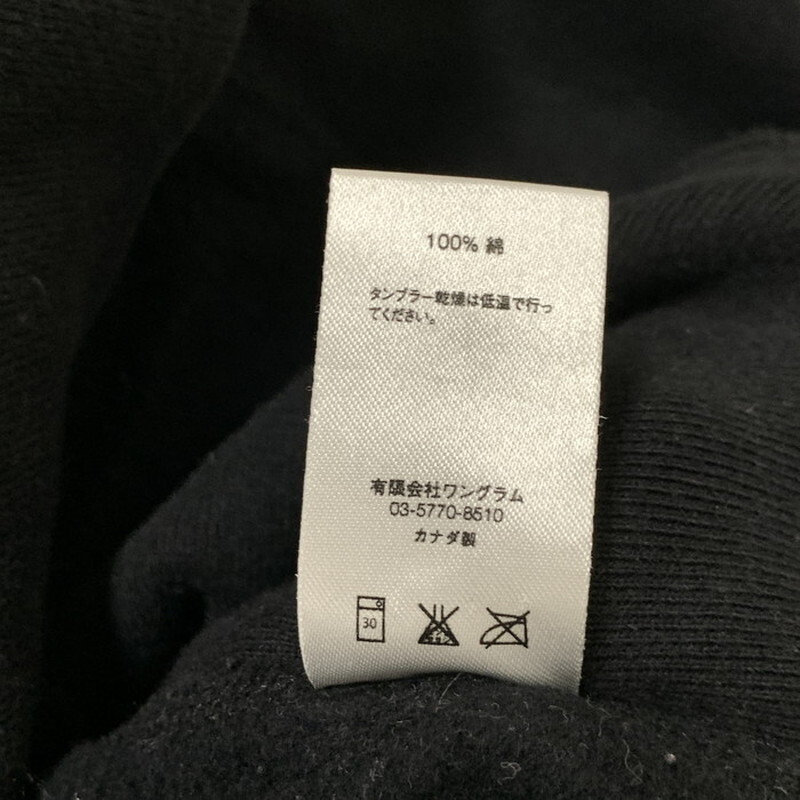 100% 綿
タンブラー乾燥は低温で行っ
てください。
有限会社ワングラム
03-5770-8510
カナダ製
30